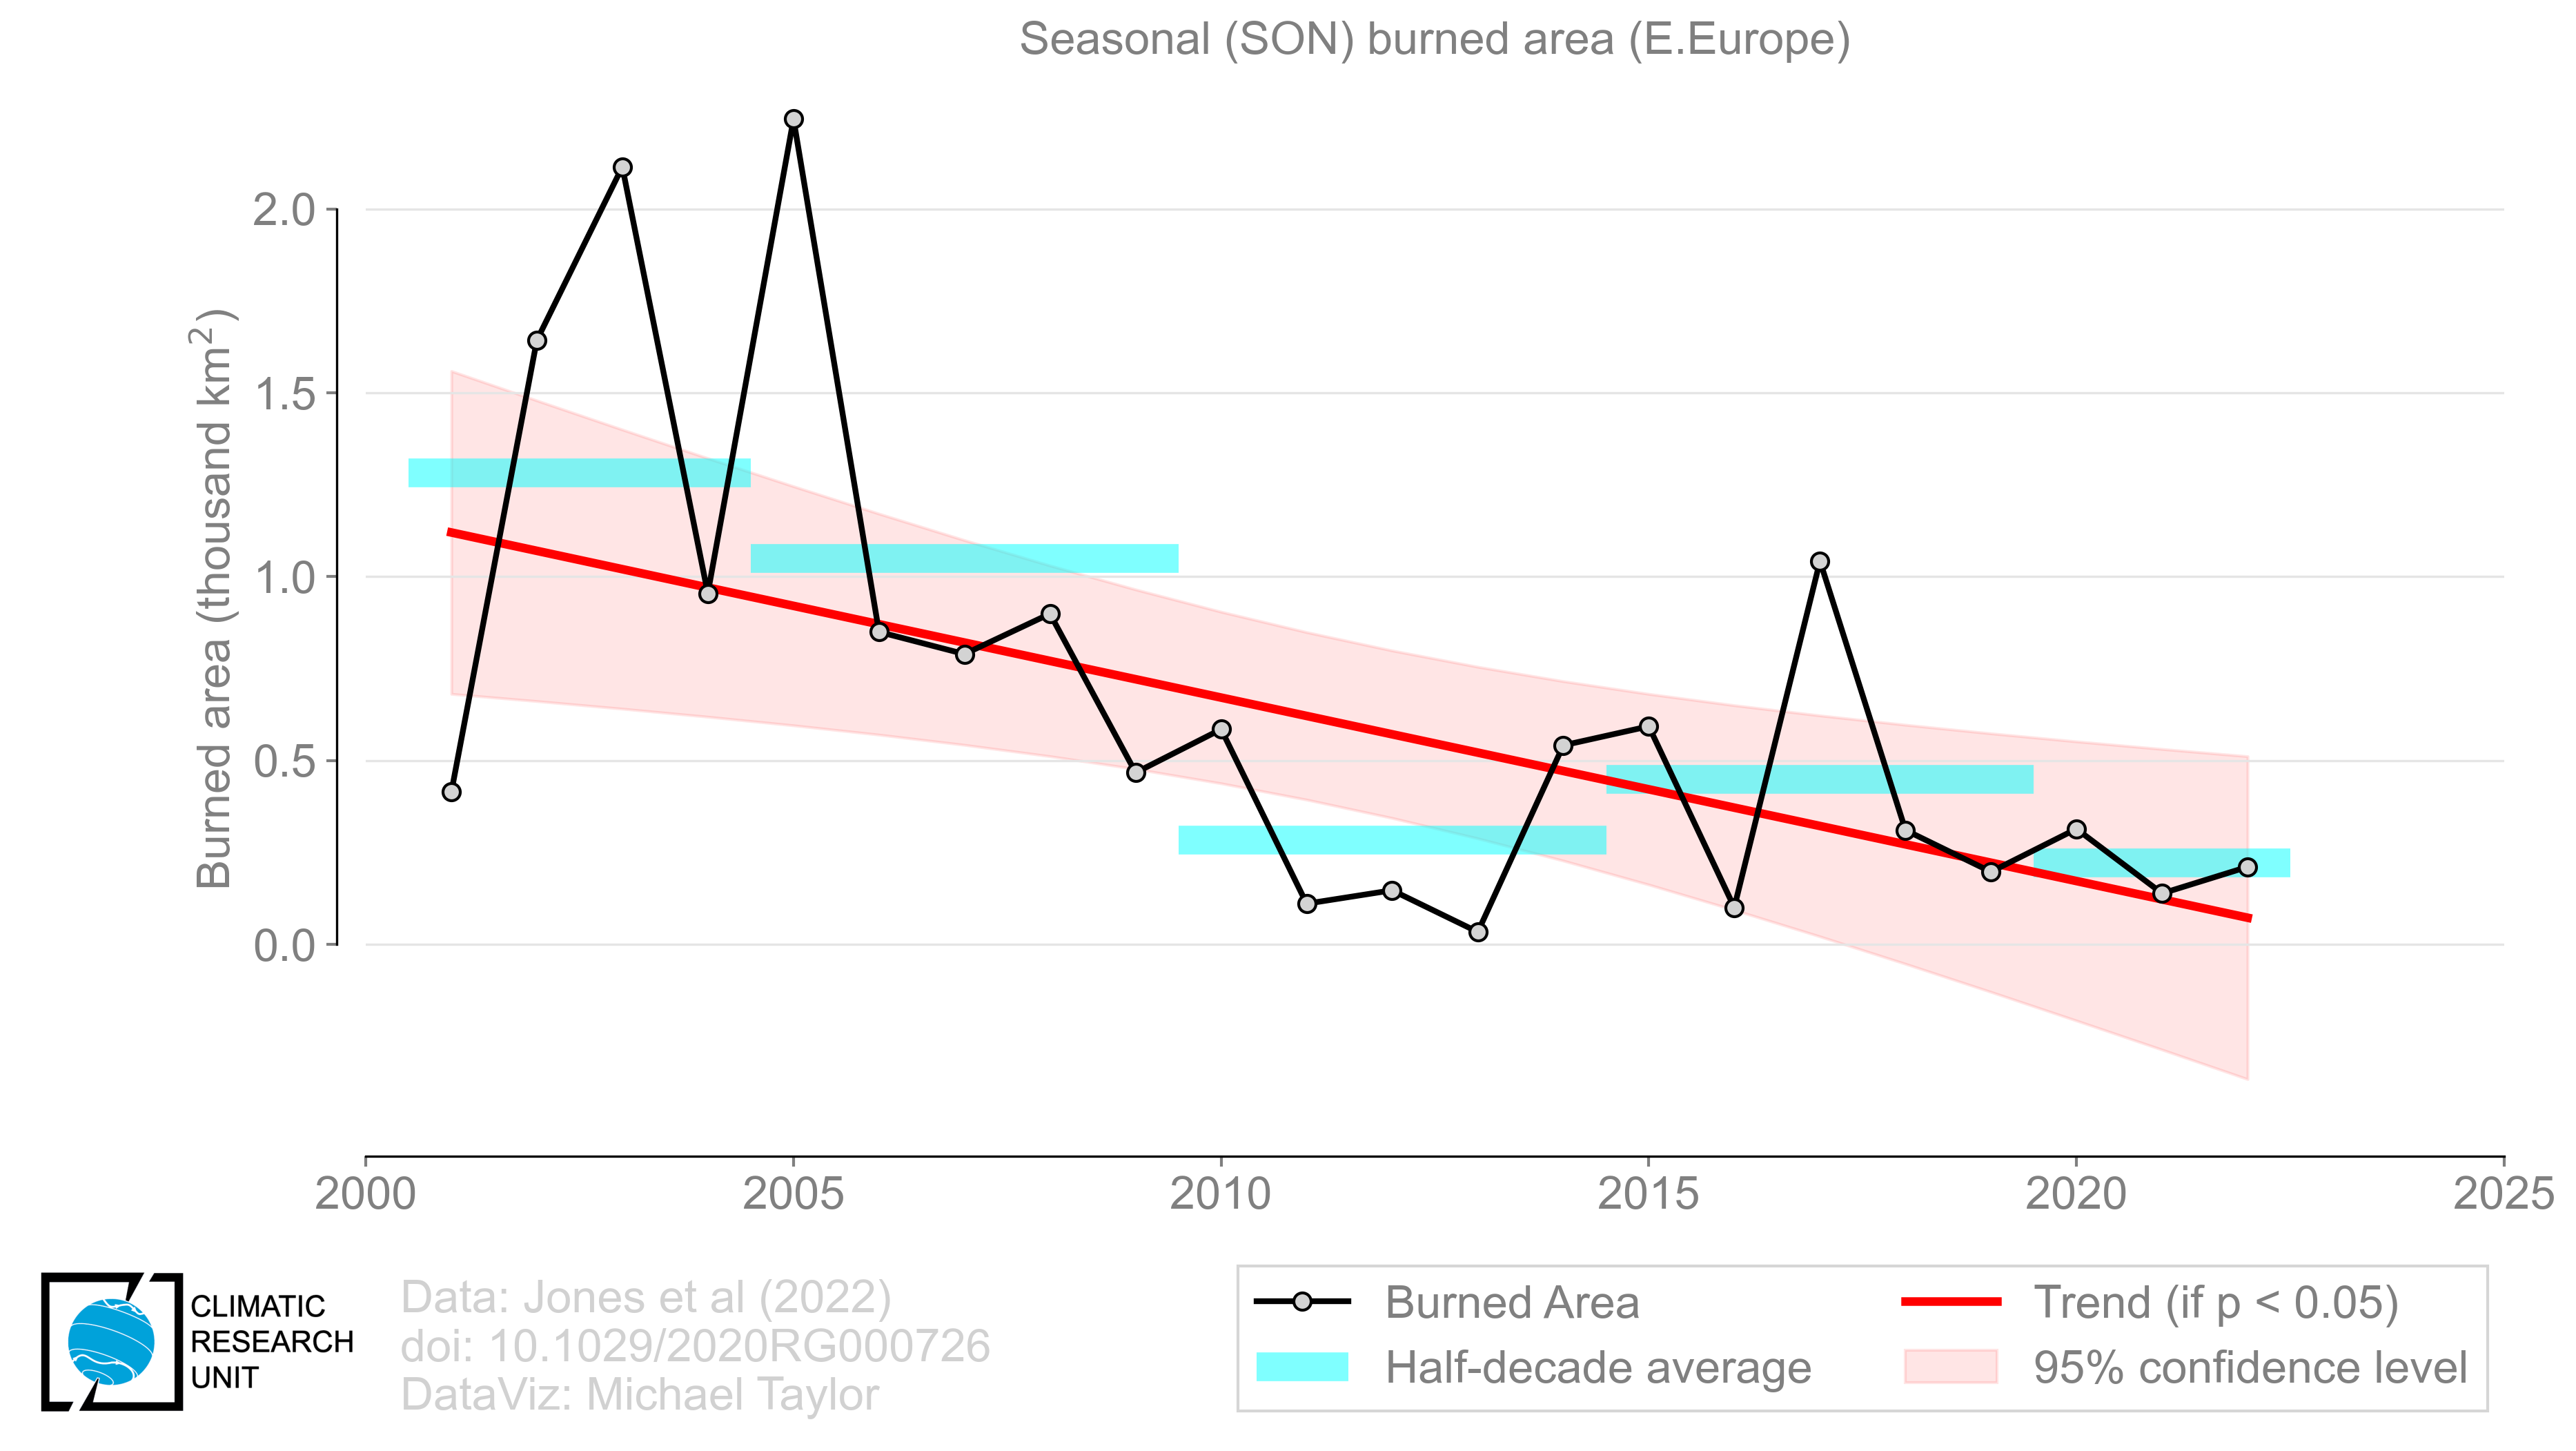 Seasonal (SON) burned area (E.Europe)
Burned area (thousand km²)
2.0
1.5
1.0
0.5
0.0
2000 2005 2010 2015 2020 2025
CLIMATIC
RESEARCH
UNIT
Data: Jones et al (2022)
doi: 10.1029/2020RG000726
DataViz: Michael Taylor
Burned Area
Half-decade average
Trend (if p < 0.05)
95% confidence level